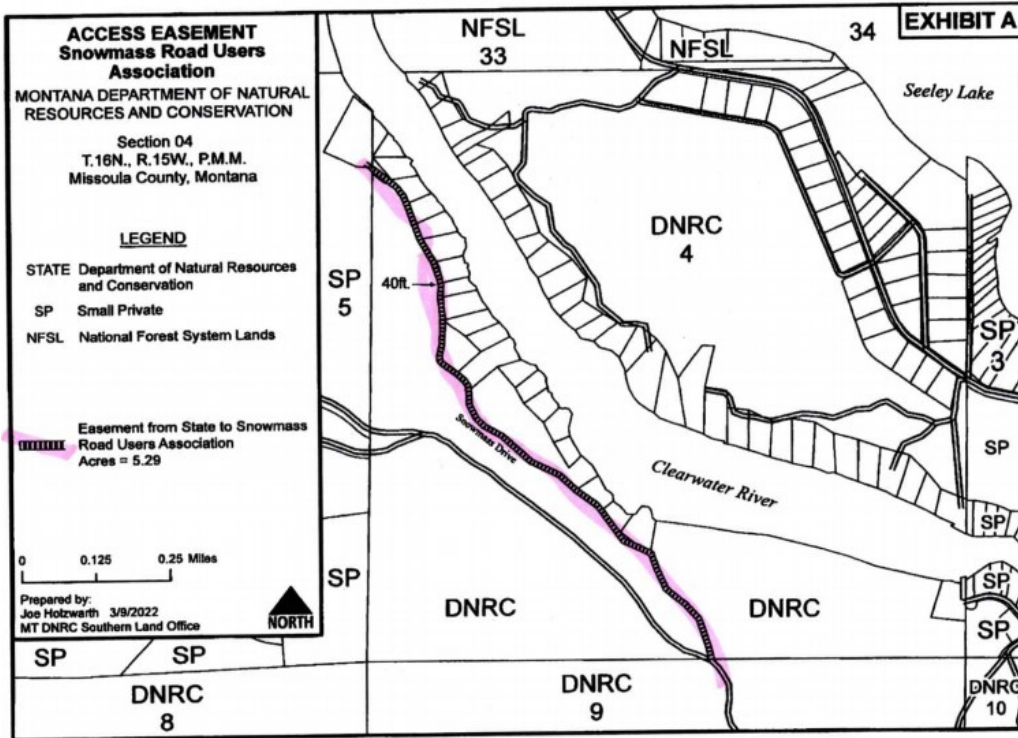 ACCESS EASEMENT
Snowmass Road Users
Association
MONTANA DEPARTMENT OF NATURAL
RESOURCES AND CONSERVATION
Section 04
T.16N., R.15W., P.M.M.
Missoula County, Montana
LEGEND
STATE Department of Natural Resources
and Conservation
SP Small Private
NFSL National Forest System Lands
Easement from State to Snowmass
Road Users Association
Acres = 5.29
0 0.125 0.25 Miles
Prepared by:
Joe Holzwarth 3/9/2022
MT DNRC Southern Land Office
NORTH
EXHIBIT A
NFSL
33
NFSL
34
Seeley Lake
DNRC
4
SP
5
40ft.
SP
3
SP
Snowmass Drive
Clearwater River
SP
SP
SP
DNRC
DNRC
SP
SP
SP
DNRC
8
DNRC
9
DNRC
10